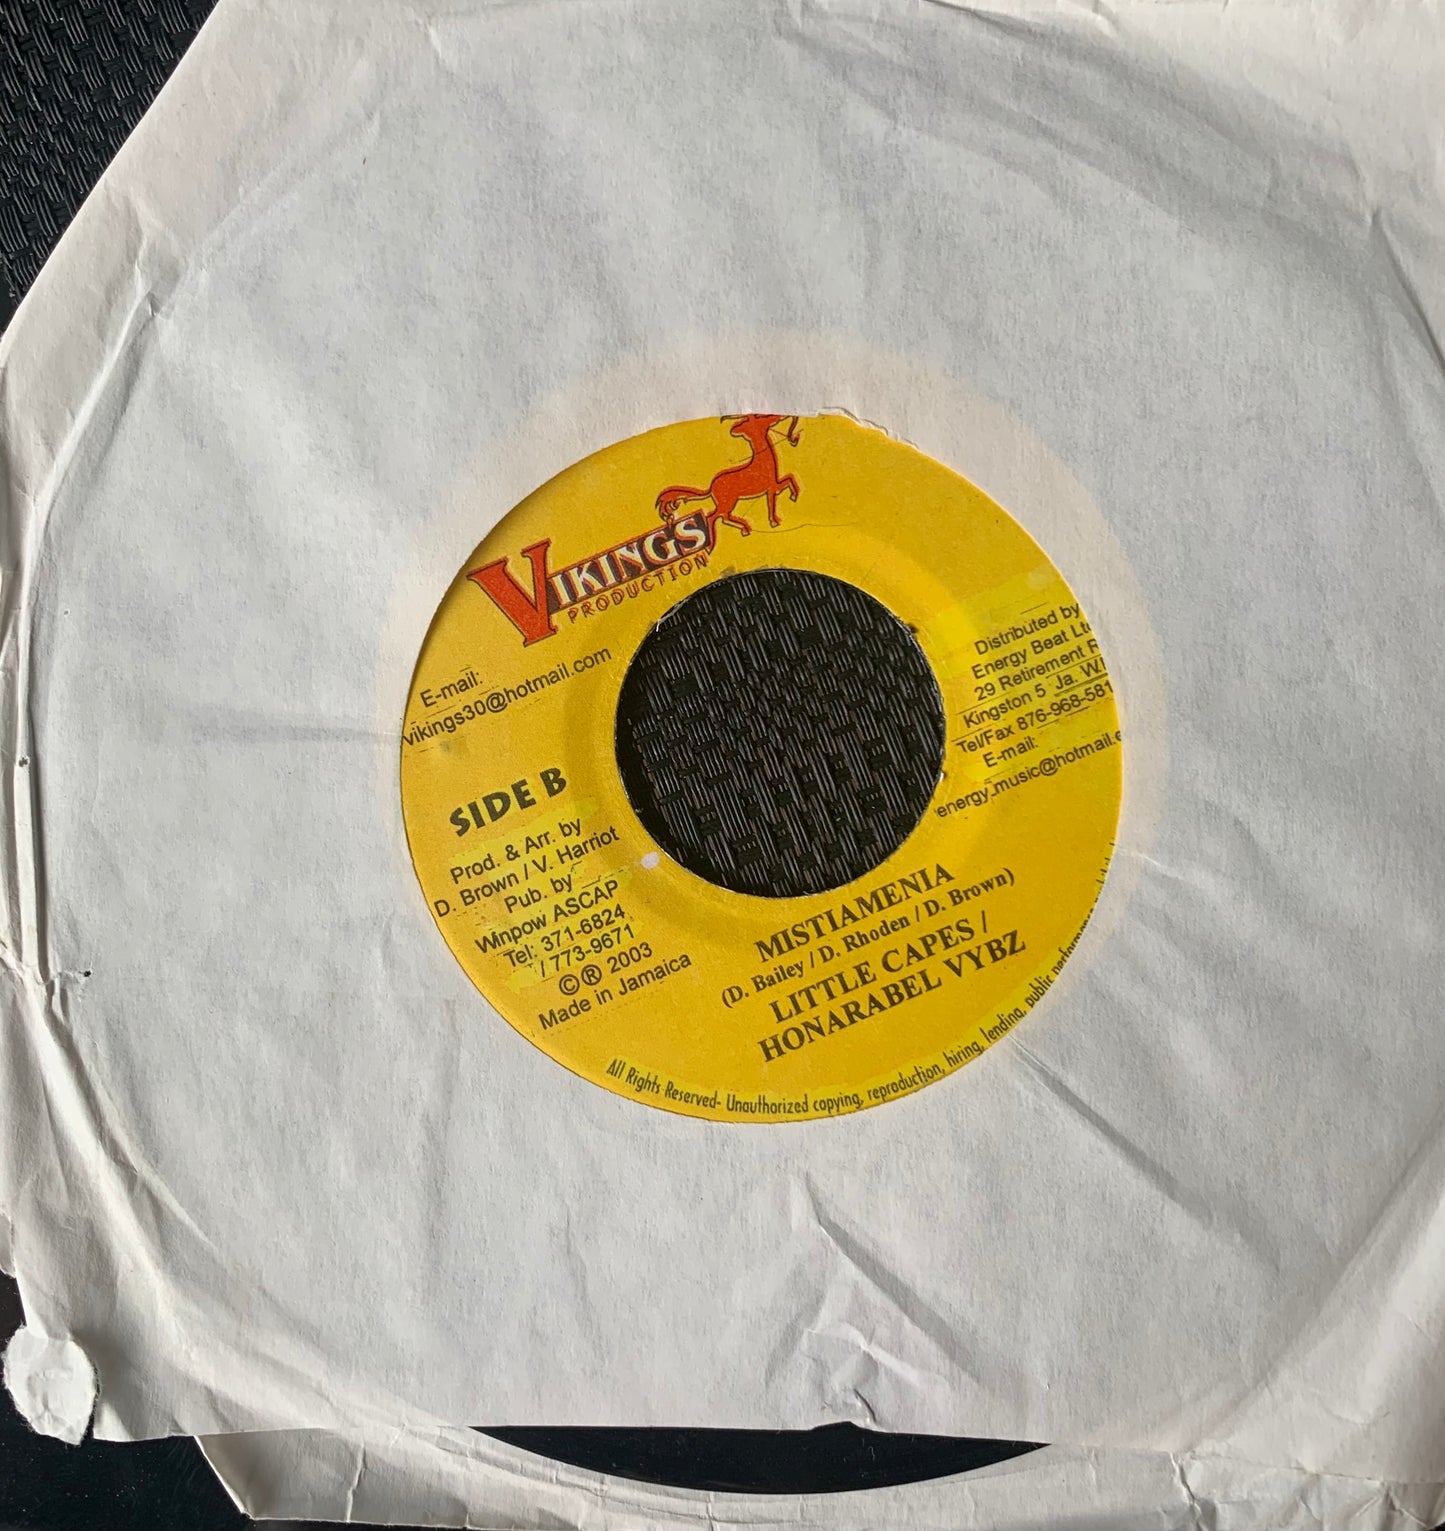 VIKINGS
PRODUCTION
E-mail:
vikings30@hotmail.com
SIDE B
Prod. & Arr. by
D. Brown / V. Harriot
Pub. by
Winpow ASCAP
Tel: 371-6824
/ 773-9671
©® 2003
Made in Jamaica
Distributed by
Energy Beat
29 Retirement
Kingston 5 Ja. W.I
Tel/Fax 876-968-581
E-mail:
energy_music@hotmail.
MISTIAMENIA
(D. Bailey / D. Rhoden / D. Brown)
LITTLE CAPES /
HONARABEL VYBZ
All Rights Reserved- Unauthorized copying, reproduction, hiring, lending, public